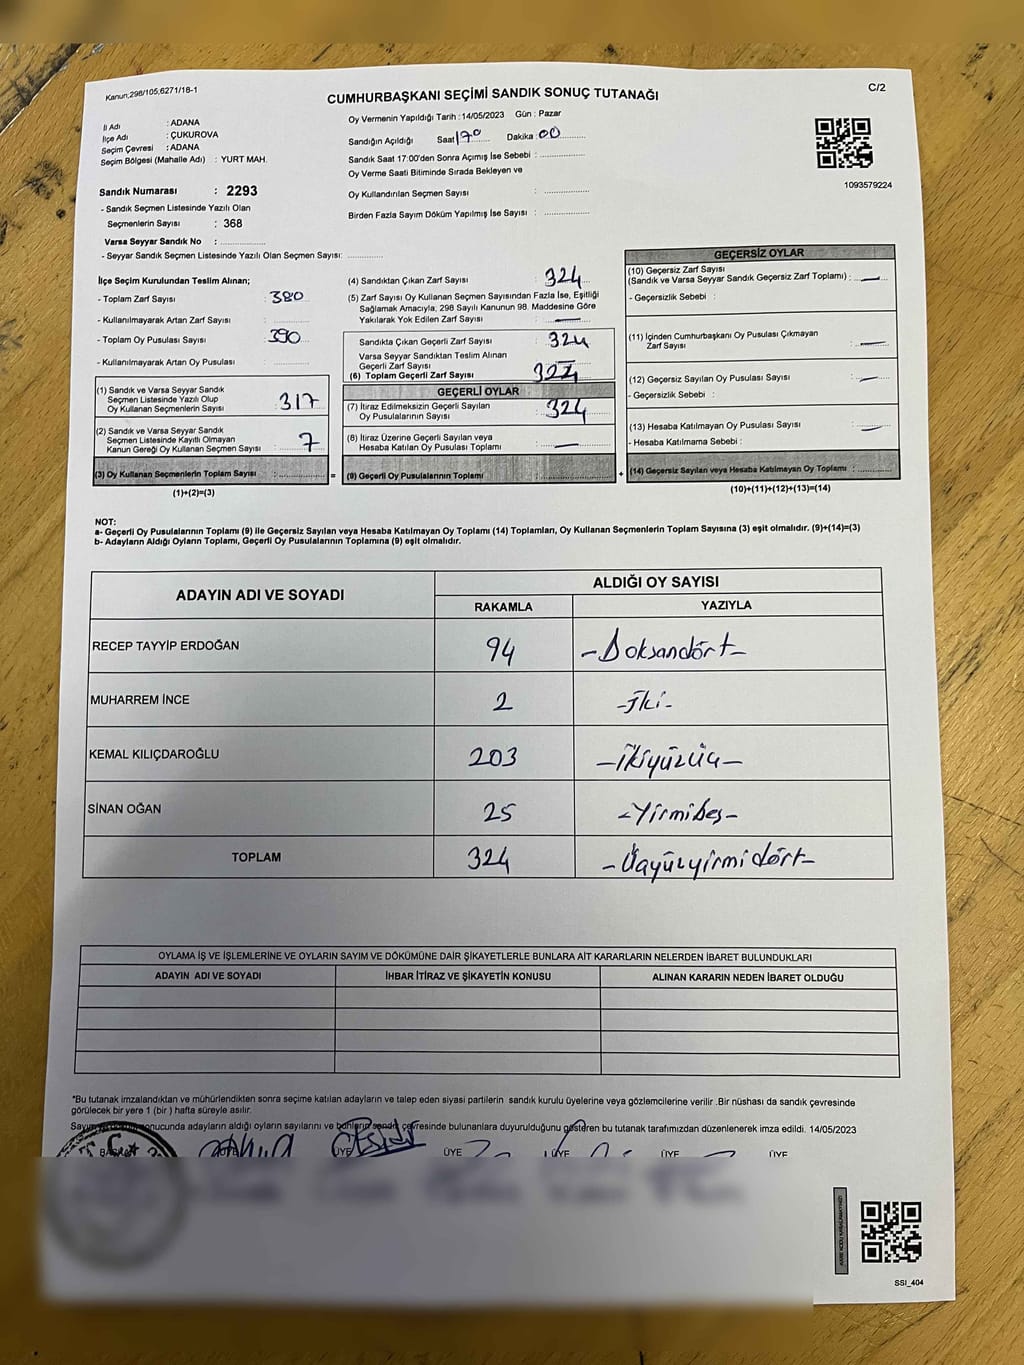 Kanun;298/105,6271/18-1
CUMHURBAŞKANI SEÇİMİ SANDIK SONUÇ TUTANAĞI
C/2
İl Adı : ADANA
İlçe Adı : ÇUKUROVA
Seçim Çevresi : ADANA
Seçim Bölgesi (Mahalle Adı) : YURT MAH.
Oy Vermenin Yapıldığı Tarih : 14/05/2023 Gün : Pazar
Sandığın Açıldığı Saat 17⁰ Dakika 00
Sandık Saat 17:00'den Sonra Açımış İse Sebebi :
Oy Verme Saati Bitiminde Sırada Bekleyen ve
Oy Kullandırılan Seçmen Sayısı :
Birden Fazla Sayım Döküm Yapılmış İse Sayısı :
1093579224
Sandık Numarası : 2293
- Sandık Seçmen Listesinde Yazılı Olan
Seçmenlerin Sayısı : 368
Varsa Seyyar Sandık No :
- Seyyar Sandık Seçmen Listesinde Yazılı Olan Seçmen Sayısı:
İlçe Seçim Kurulundan Teslim Alınan;
- Toplam Zarf Sayısı : 380
- Kullanılmayarak Artan Zarf Sayısı :
- Toplam Oy Pusulası Sayısı : 390
- Kullanılmayarak Artan Oy Pusulası :
(1) Sandık ve Varsa Seyyar Sandık
Seçmen Listesinde Yazılı Olup
Oy Kullanan Seçmenlerin Sayısı : 317
(2) Sandık ve Varsa Seyyar Sandık
Seçmen Listesinde Kayıtlı Olmayan
Kanun Gereği Oy Kullanan Seçmen Sayısı : 7
(3) Oy Kullanan Seçmenlerin Toplam Sayısı : =
(1)+(2)=(3)
(4) Sandıktan Çıkan Zarf Sayısı : 324
(5) Zarf Sayısı Oy Kullanan Seçmen Sayısından Fazla İse, Eşitliği
Sağlamak Amacıyla, 298 Sayılı Kanunun 98. Maddesine Göre
Yakılarak Yok Edilen Zarf Sayısı : —
Sandıkta Çıkan Geçerli Zarf Sayısı : 324
Varsa Seyyar Sandıktan Teslim Alınan
Geçerli Zarf Sayısı : —
(6) Toplam Geçerli Zarf Sayısı 324
GEÇERLİ OYLAR
(7) İtiraz Edilmeksizin Geçerli Sayılan
Oy Pusulalarının Sayısı : 324
(8) İtiraz Üzerine Geçerli Sayılan veya
Hesaba Katılan Oy Pusulası Toplamı : —
(9) Geçerli Oy Pusulalarının Toplamı : +
GEÇERSİZ OYLAR
(10) Geçersiz Zarf Sayısı
(Sandık ve Varsa Seyyar Sandık Geçersiz Zarf Toplamı) : —
- Geçersizlik Sebebi :
(11) İçinden Cumhurbaşkanı Oy Pusulası Çıkmayan
Zarf Sayısı : —
(12) Geçersiz Sayılan Oy Pusulası Sayısı : —
- Geçersizlik Sebebi :
(13) Hesaba Katılmayan Oy Pusulası Sayısı : —
- Hesaba Katılmama Sebebi :
(14) Geçersiz Sayılan veya Hesaba Katılmayan Oy Toplamı :
(10)+(11)+(12)+(13)=(14)
NOT:
a- Geçerli Oy Pusulalarının Toplamı (9) ile Geçersiz Sayılan veya Hesaba Katılmayan Oy Toplamı (14) Toplamları, Oy Kullanan Seçmenlerin Toplam Sayısına (3) eşit olmalıdır. (9)+(14)=(3)
b- Adayların Aldığı Oyların Toplamı, Geçerli Oy Pusulalarının Toplamına (9) eşit olmalıdır.
ADAYIN ADI VE SOYADI
ALDIĞI OY SAYISI
RAKAMLA YAZIYLA
RECEP TAYYİP ERDOĞAN 94 -Doksandört-
MUHARREM İNCE 2 -İki-
KEMAL KILIÇDAROĞLU 203 -İkiyüzüç-
SİNAN OĞAN 25 -Yirmibeş-
TOPLAM 324 -Üçyüzyirmidört-
OYLAMA İŞ VE İŞLEMLERİNE VE OYLARIN SAYIM VE DÖKÜMÜNE DAİR ŞİKAYETLERLE BUNLARA AİT KARARLARIN NELERDEN İBARET BULUNDUKLARI
ADAYIN ADI VE SOYADI İHBAR İTİRAZ VE ŞİKAYETİN KONUSU ALINAN KARARIN NEDEN İBARET OLDUĞU
*Bu tutanak imzalandıktan ve mühürlendikten sonra seçime katılan adayların ve talep eden siyasi partilerin sandık kurulu üyelerine veya gözlemcilerine verilir .Bir nüshası da sandık çevresinde
görülecek bir yere 1 (bir ) hafta süreyle asılır.
Sayım sonucunda adayların aldığı oyların sayılarını ve bunların sandık çevresinde bulunanlara duyurulduğunu gösteren bu tutanak tarafımızdan düzenlenerek imza edildi. 14/05/2023
ÜYE ÜYE ÜYE ÜYE ÜYE ÜYE
SSI_404